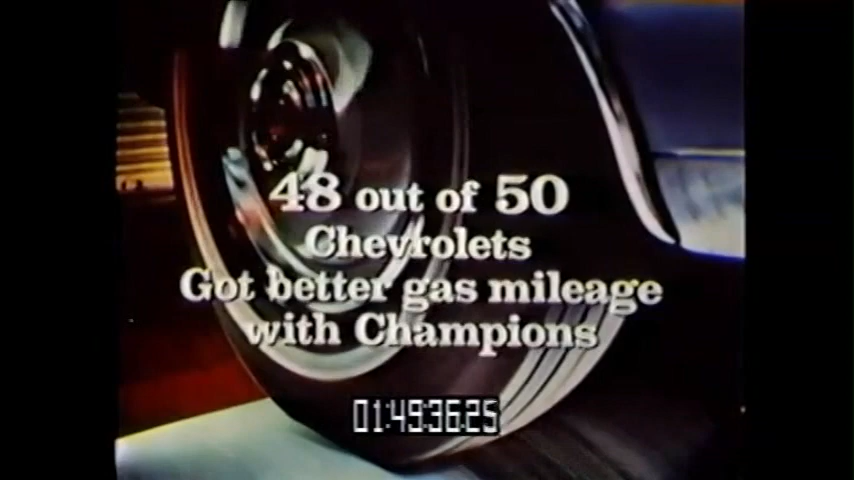 48 out of 50
Chevrolets
Got better gas mileage
with Champions
01:49:36:25